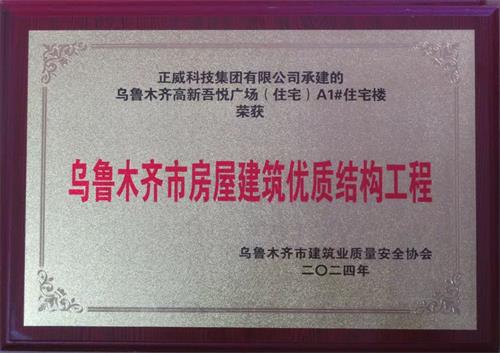 正威科技集团有限公司承建的
乌鲁木齐高新吾悦广场（住宅）A1#住宅楼
荣获
乌鲁木齐市房屋建筑优质结构工程
乌鲁木齐市建筑业质量安全协会
二〇二四年